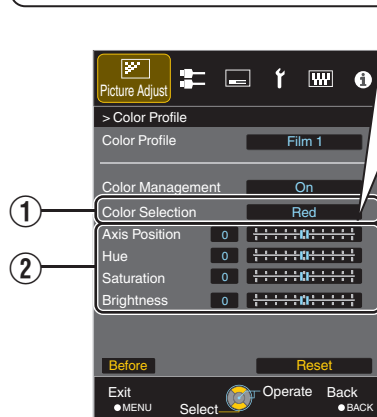 Picture Adjust
> Color Profile
Color Profile Film 1
Color Management On
① Color Selection Red
② Axis Position 0
Hue 0
Saturation 0
Brightness 0
Before Reset
Exit Select Operate Back
●MENU ●BACK